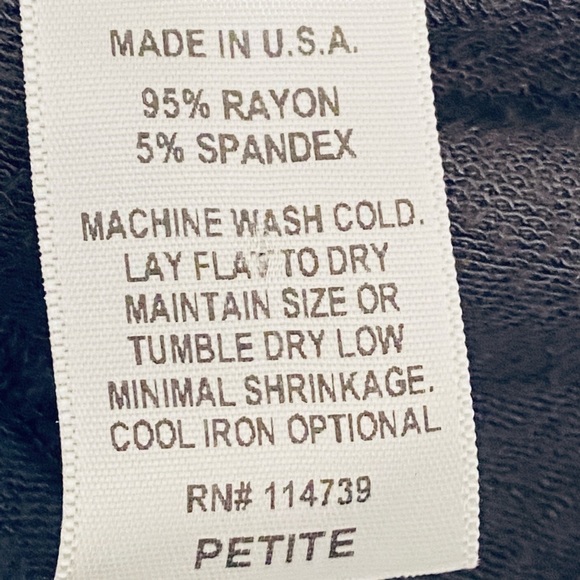 MADE IN U.S.A.
95% RAYON
5% SPANDEX
MACHINE WASH COLD.
LAY FLAT TO DRY
MAINTAIN SIZE OR
TUMBLE DRY LOW
MINIMAL SHRINKAGE.
COOL IRON OPTIONAL
RN# 114739
PETITE